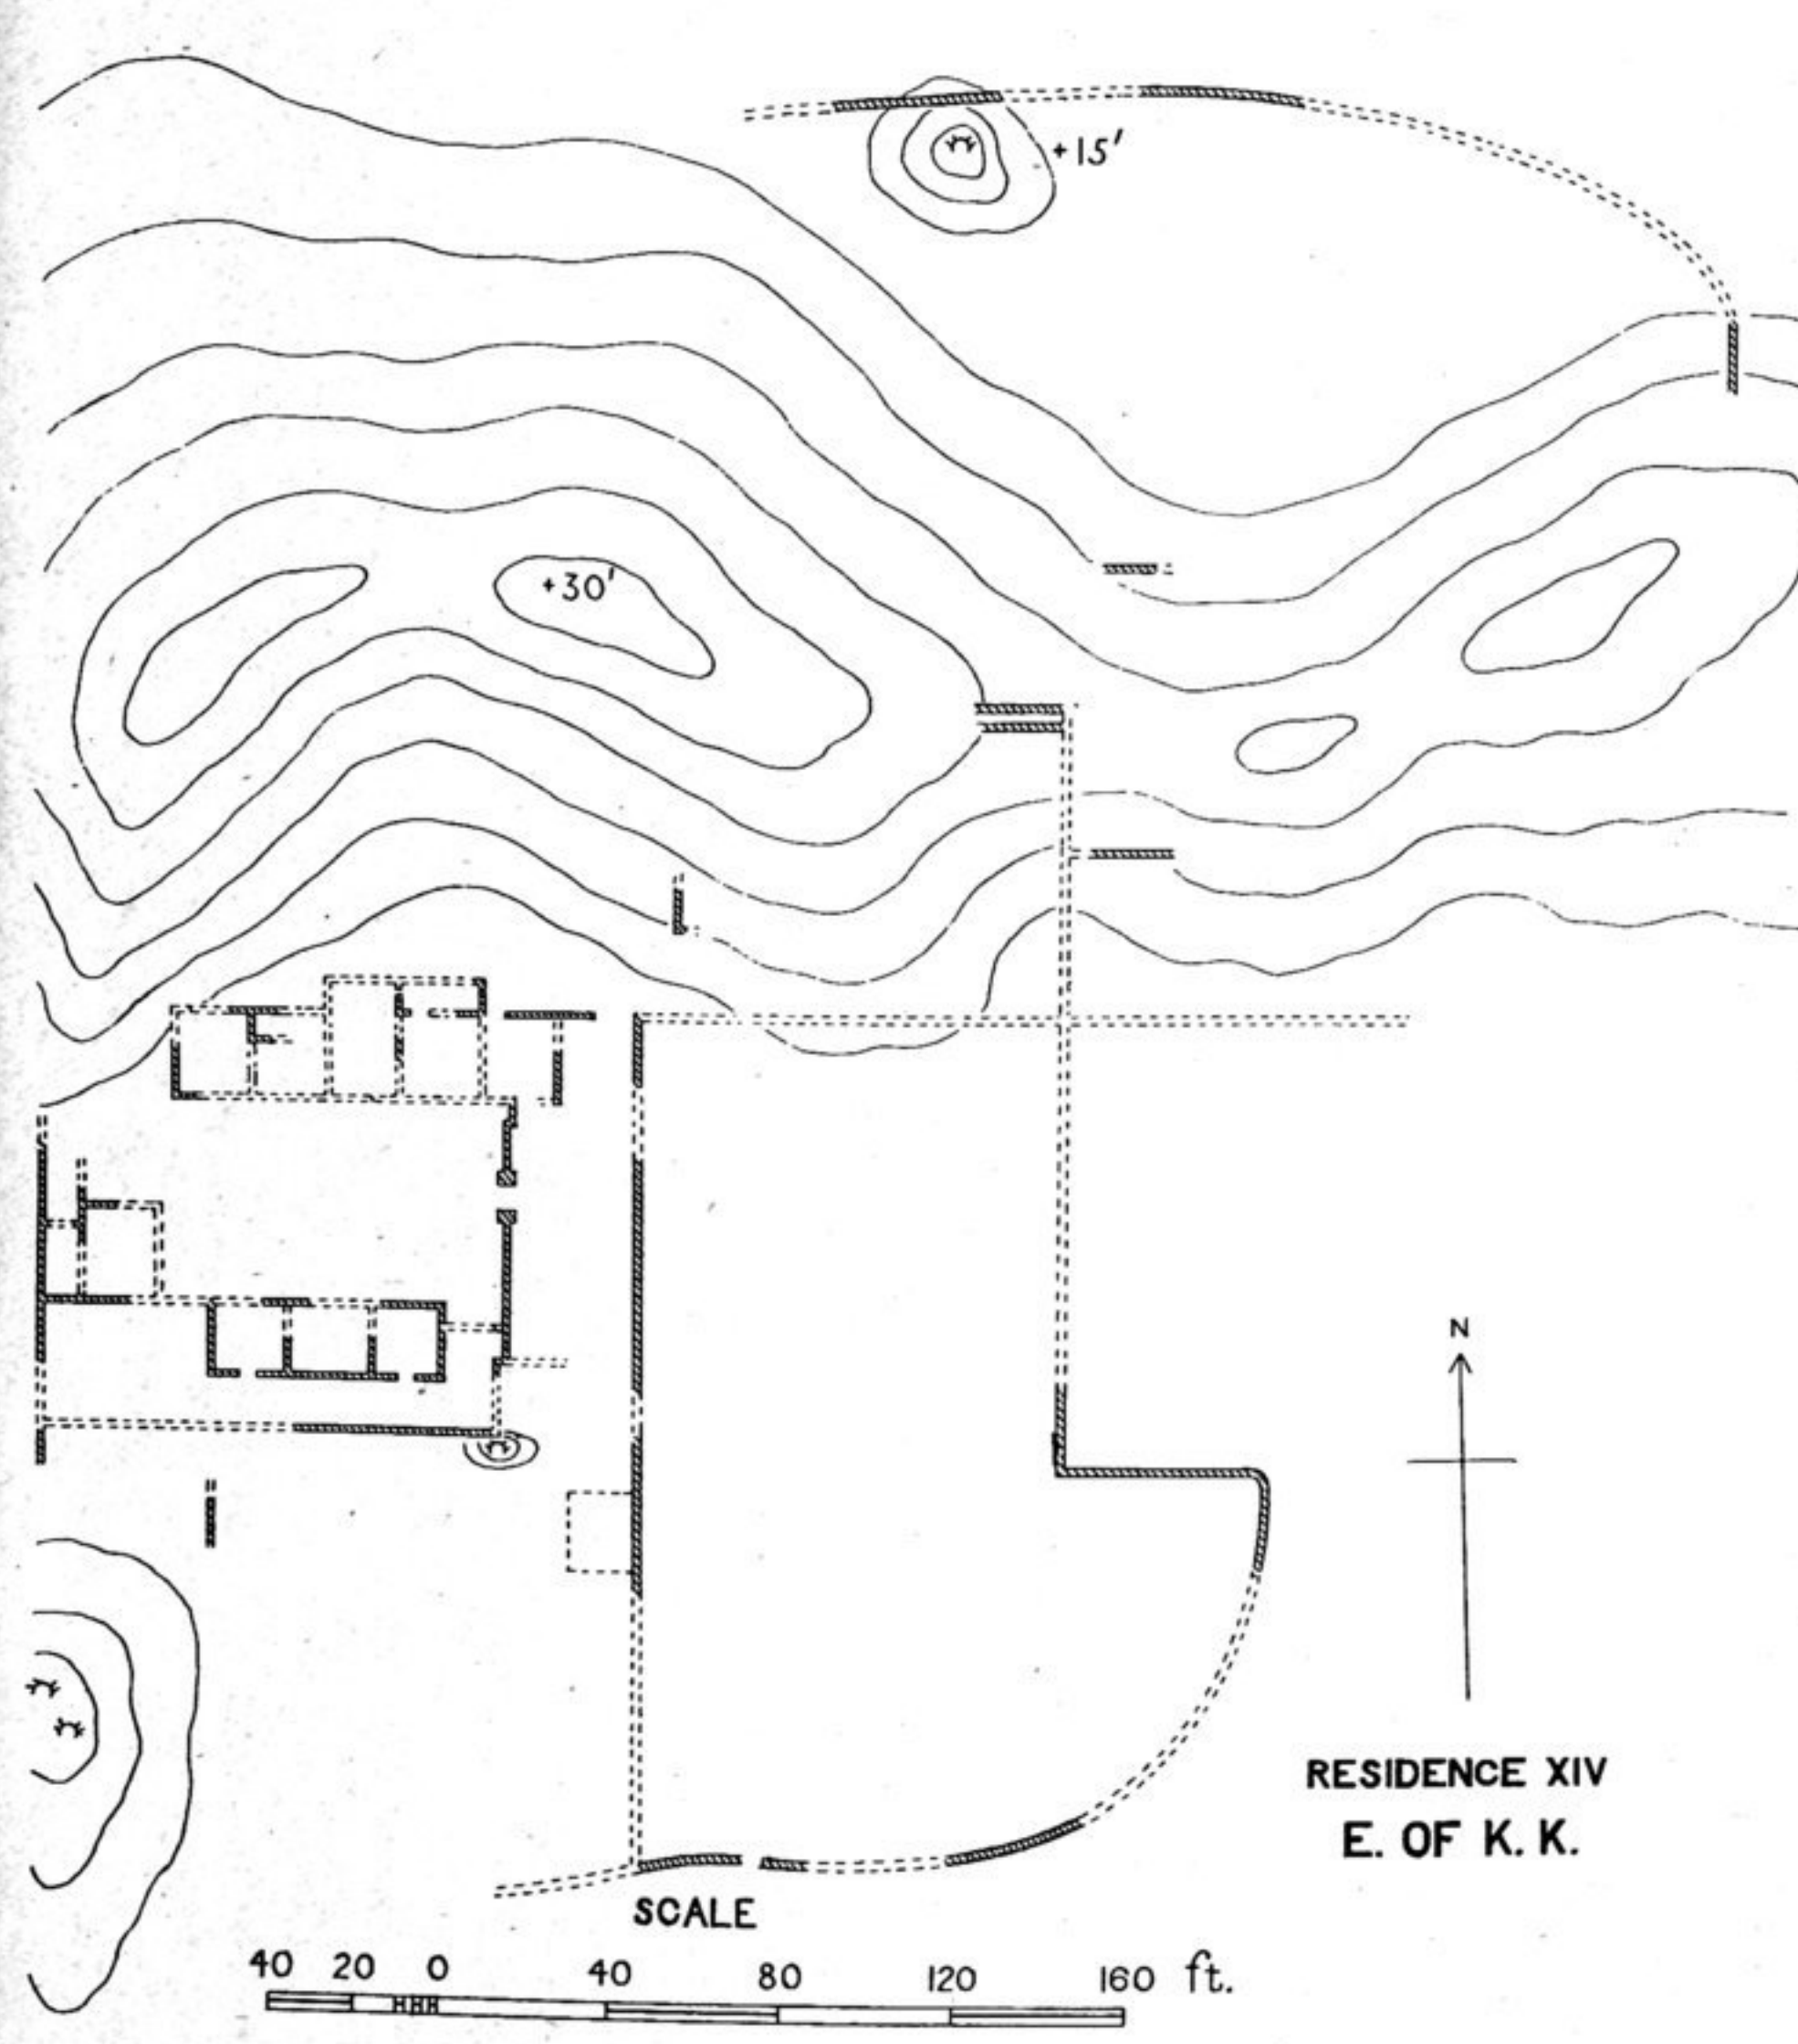 +15′
+30′
N
RESIDENCE XIV
E. OF K. K.
SCALE
40 20 0 40 80 120 160 ft.